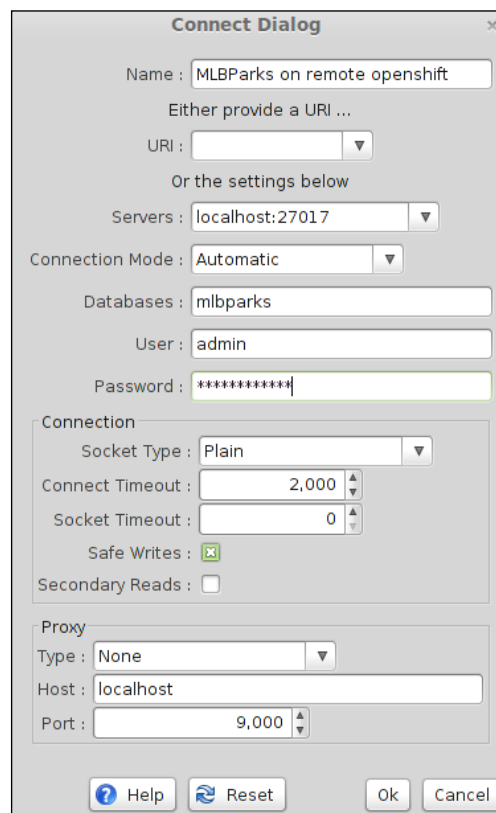 Connect Dialog
Name : MLBParks on remote openshift
Either provide a URI ...
URI :
Or the settings below
Servers : localhost:27017
Connection Mode : Automatic
Databases : mlbparks
User : admin
Password : ************
Connection
Socket Type : Plain
Connect Timeout : 2,000
Socket Timeout : 0
Safe Writes :
Secondary Reads :
Proxy
Type : None
Host : localhost
Port : 9,000
Help Reset Ok Cancel